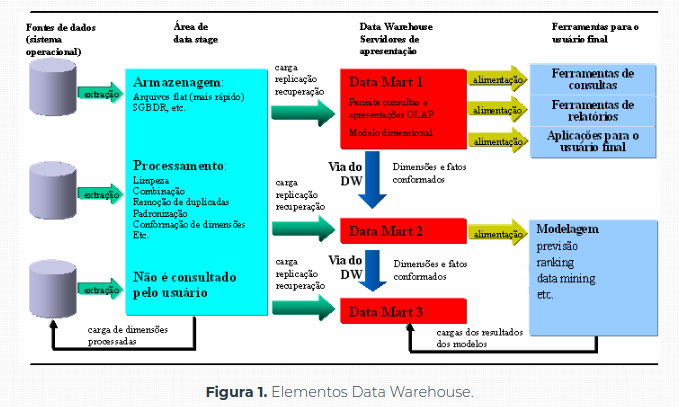 Fontes de dados
(sistema
operacional)
Área de
data stage
Data Warehouse
Servidores de
apresentação
Ferramentas para o
usuário final
extração
Armazenagem:
Arquivos flat (mais rápido)
SGBDR, etc.
carga
replicação
recuperação
Data Mart 1
Permite consultas e
apresentações OLAP
Modelo dimensional
alimentação
Ferramentas de
consultas
alimentação
Ferramentas de
relatórios
alimentação
Aplicações para o
usuário final
extração
Processamento:
Limpeza
Combinação
Remoção de duplicadas
Padronização
Conformação de dimensões
Etc.
carga
replicação
recuperação
Via do
DW
Dimensões e fatos
conformados
Data Mart 2
alimentação
Modelagem
previsão
ranking
data mining
etc.
extração
Não é consultado
pelo usuário
carga
replicação
recuperação
Via do
DW
Dimensões e fatos
conformados
Data Mart 3
carga de dimensões
processadas
cargas dos resultados
dos modelos
Figura 1. Elementos Data Warehouse.